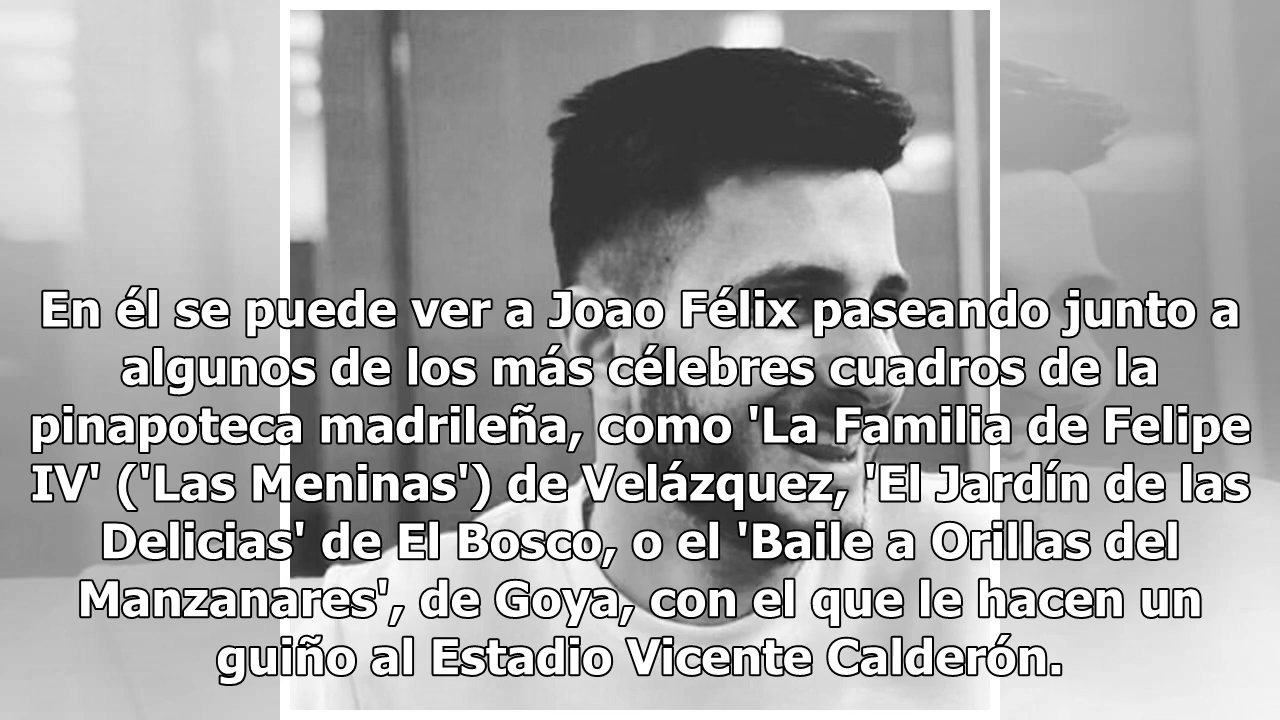 En él se puede ver a Joao Félix paseando junto a
algunos de los más célebres cuadros de la
pinapoteca madrileña, como 'La Familia de Felipe
IV' ('Las Meninas') de Velázquez, 'El Jardín de las
Delicias' de El Bosco, o el 'Baile a Orillas del
Manzanares', de Goya, con el que le hacen un
guiño al Estadio Vicente Calderón.